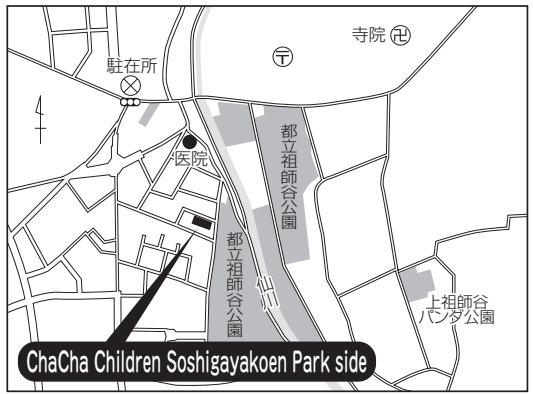 寺院 卍
〒
駐在所
医院
都立祖師谷公園
都立祖師谷公園
仙川
上祖師谷
パンダ公園
ChaCha Children Soshigayakoen Park side